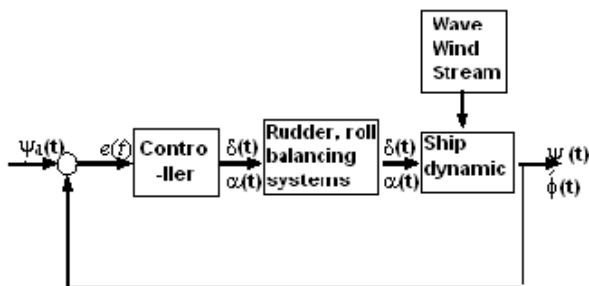 Wave
Wind
Stream
ψd(t)
e(t)
Contro
-ller
δ(t)
α(t)
Rudder, roll
balancing
systems
δ(t)
α(t)
Ship
dynamic
ψ(t)
φ̇(t)